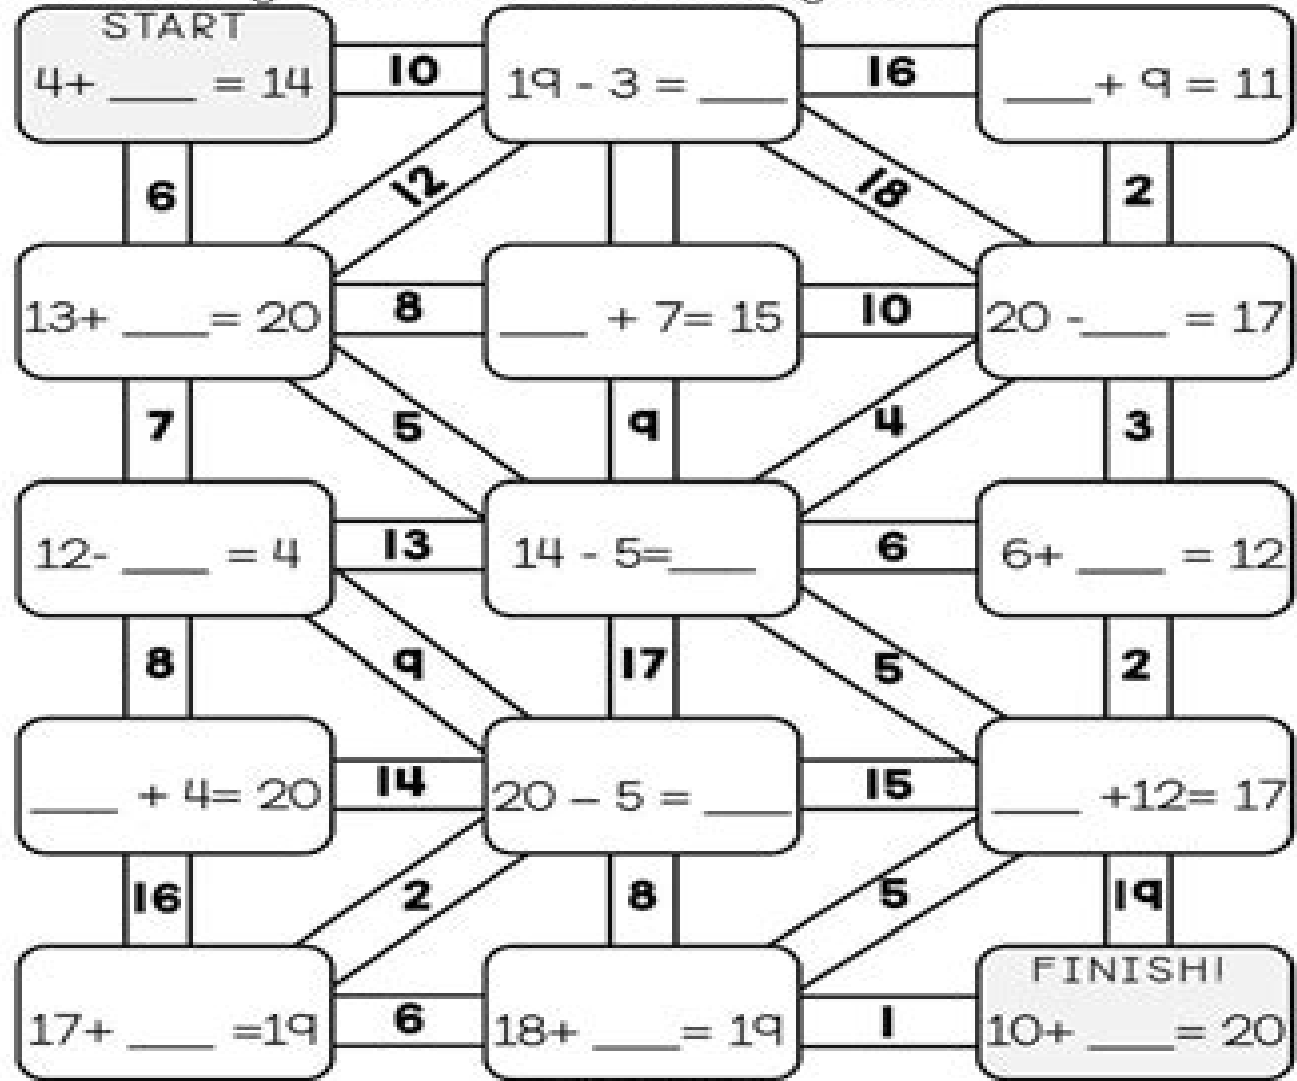 START
4+ ___ = 14
10
19 - 3 = ___
16
___+ 9 = 11
6
12
18
2
13+ ___= 20
8
___ + 7= 15
10
20 -___ = 17
7
5
9
4
3
12- ___ = 4
13
14 - 5=___
6
6+ ___ = 12
8
9
17
5
2
___ + 4= 20
14
20 – 5 = ___
15
___ +12= 17
16
2
8
5
19
17+ ___ =19
6
18+ ___= 19
1
FINISH!
10+ ___= 20